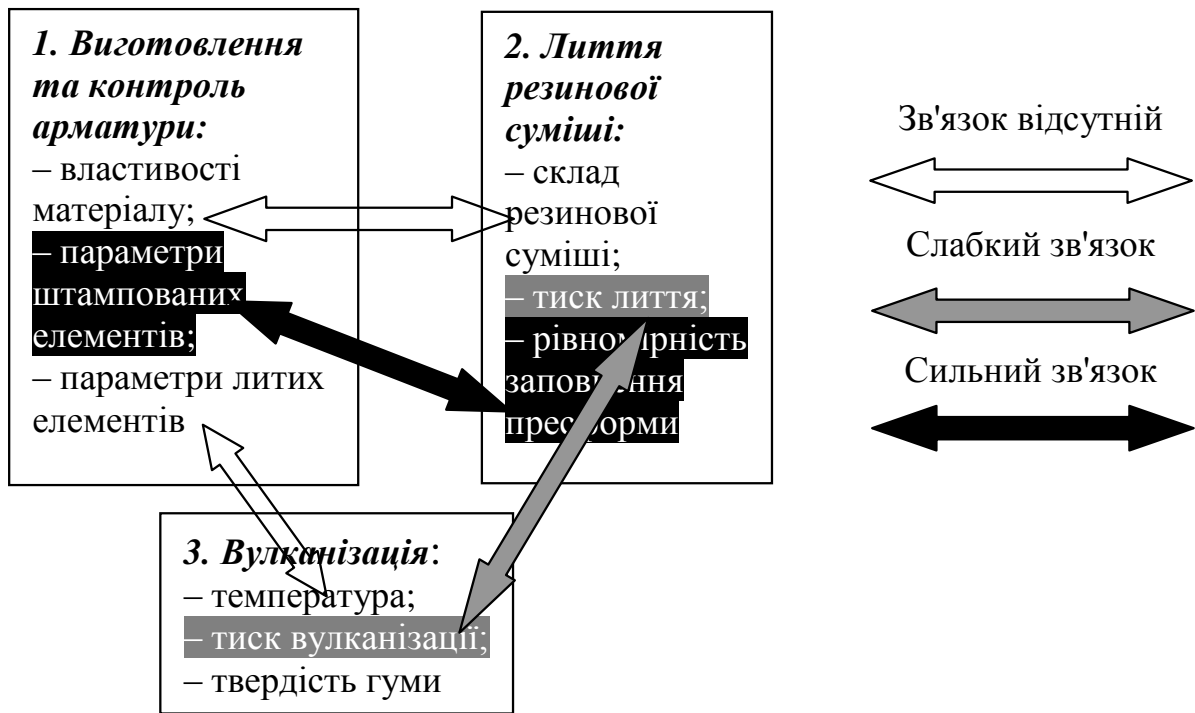 1. Виготовлення
та контроль
арматури:
– властивості
матеріалу;
– параметри
штампованих
елементів;
– параметри литих
елементів
2. Лиття
резинової
суміші:
– склад
резинової
суміші;
– тиск лиття;
– рівномірність
заповнення
пресформи
3. Вулканізація:
– температура;
– тиск вулканізації;
– твердість гуми
Зв'язок відсутній
Слабкий зв'язок
Сильний зв'язок